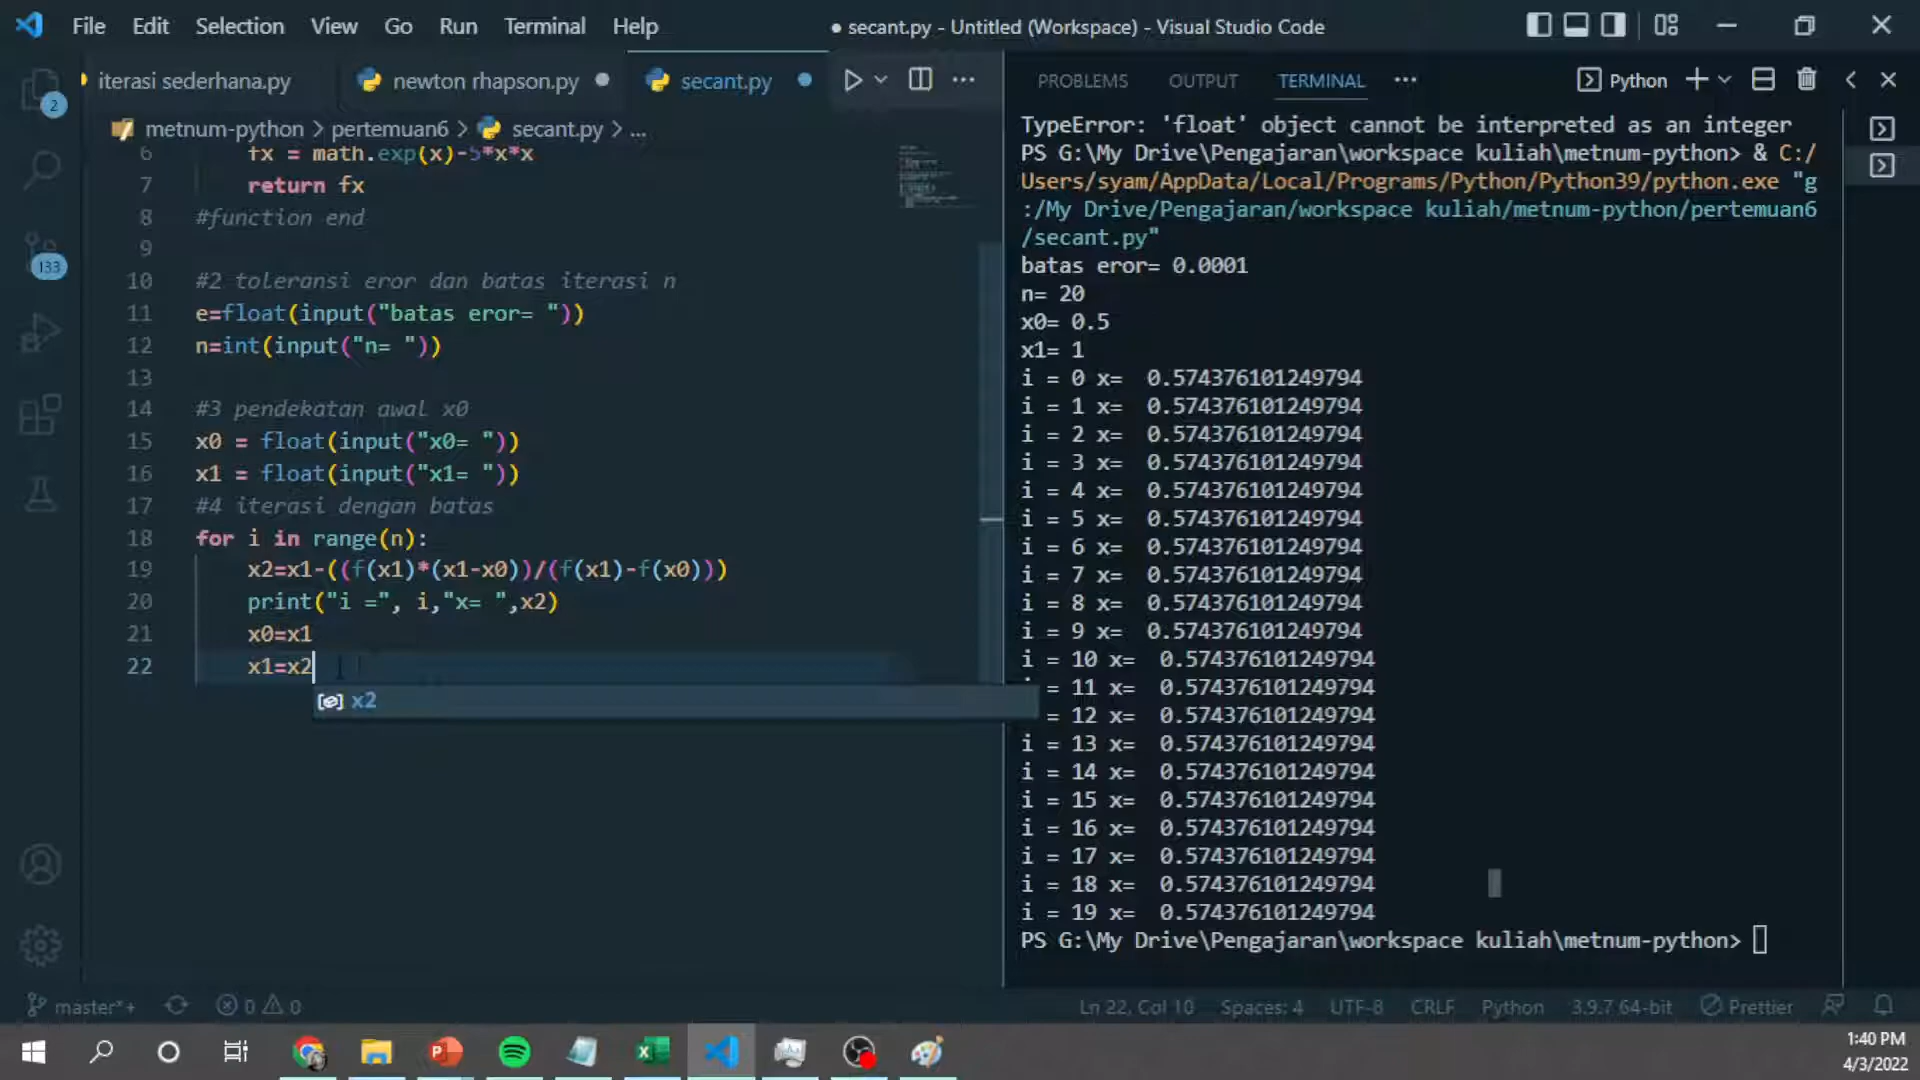 File Edit Selection View Go Run Terminal Help
● secant.py - Untitled (Workspace) - Visual Studio Code
iterasi sederhana.py
newton rhapson.py
secant.py
metnum-python > pertemuan6 > secant.py > ...
6 fx = math.exp(x)-5*x*x
7 return fx
8 #function end
9
10 #2 toleransi eror dan batas iterasi n
11 e=float(input("batas eror= "))
12 n=int(input("n= "))
13
14 #3 pendekatan awal x0
15 x0 = float(input("x0= "))
16 x1 = float(input("x1= "))
17 #4 iterasi dengan batas
18 for i in range(n):
19 x2=x1-((f(x1)*(x1-x0))/(f(x1)-f(x0)))
20 print("i =", i,"x= ",x2)
21 x0=x1
22 x1=x2
x2
2
133
PROBLEMS OUTPUT TERMINAL ...
Python
TypeError: 'float' object cannot be interpreted as an integer
PS G:\My Drive\Pengajaran\workspace kuliah\metnum-python> & C:/
Users/syam/AppData/Local/Programs/Python/Python39/python.exe "g
:/My Drive/Pengajaran/workspace kuliah/metnum-python/pertemuan6
/secant.py"
batas eror= 0.0001
n= 20
x0= 0.5
x1= 1
i = 0 x=  0.574376101249794
i = 1 x=  0.574376101249794
i = 2 x=  0.574376101249794
i = 3 x=  0.574376101249794
i = 4 x=  0.574376101249794
i = 5 x=  0.574376101249794
i = 6 x=  0.574376101249794
i = 7 x=  0.574376101249794
i = 8 x=  0.574376101249794
i = 9 x=  0.574376101249794
i = 10 x=  0.574376101249794
= 11 x=  0.574376101249794
= 12 x=  0.574376101249794
i = 13 x=  0.574376101249794
i = 14 x=  0.574376101249794
i = 15 x=  0.574376101249794
i = 16 x=  0.574376101249794
i = 17 x=  0.574376101249794
i = 18 x=  0.574376101249794
i = 19 x=  0.574376101249794
PS G:\My Drive\Pengajaran\workspace kuliah\metnum-python>
master*+ 0 0
Ln 22, Col 10 Spaces: 4 UTF-8 CRLF Python 3.9.7 64-bit Prettier
1:40 PM
4/3/2022